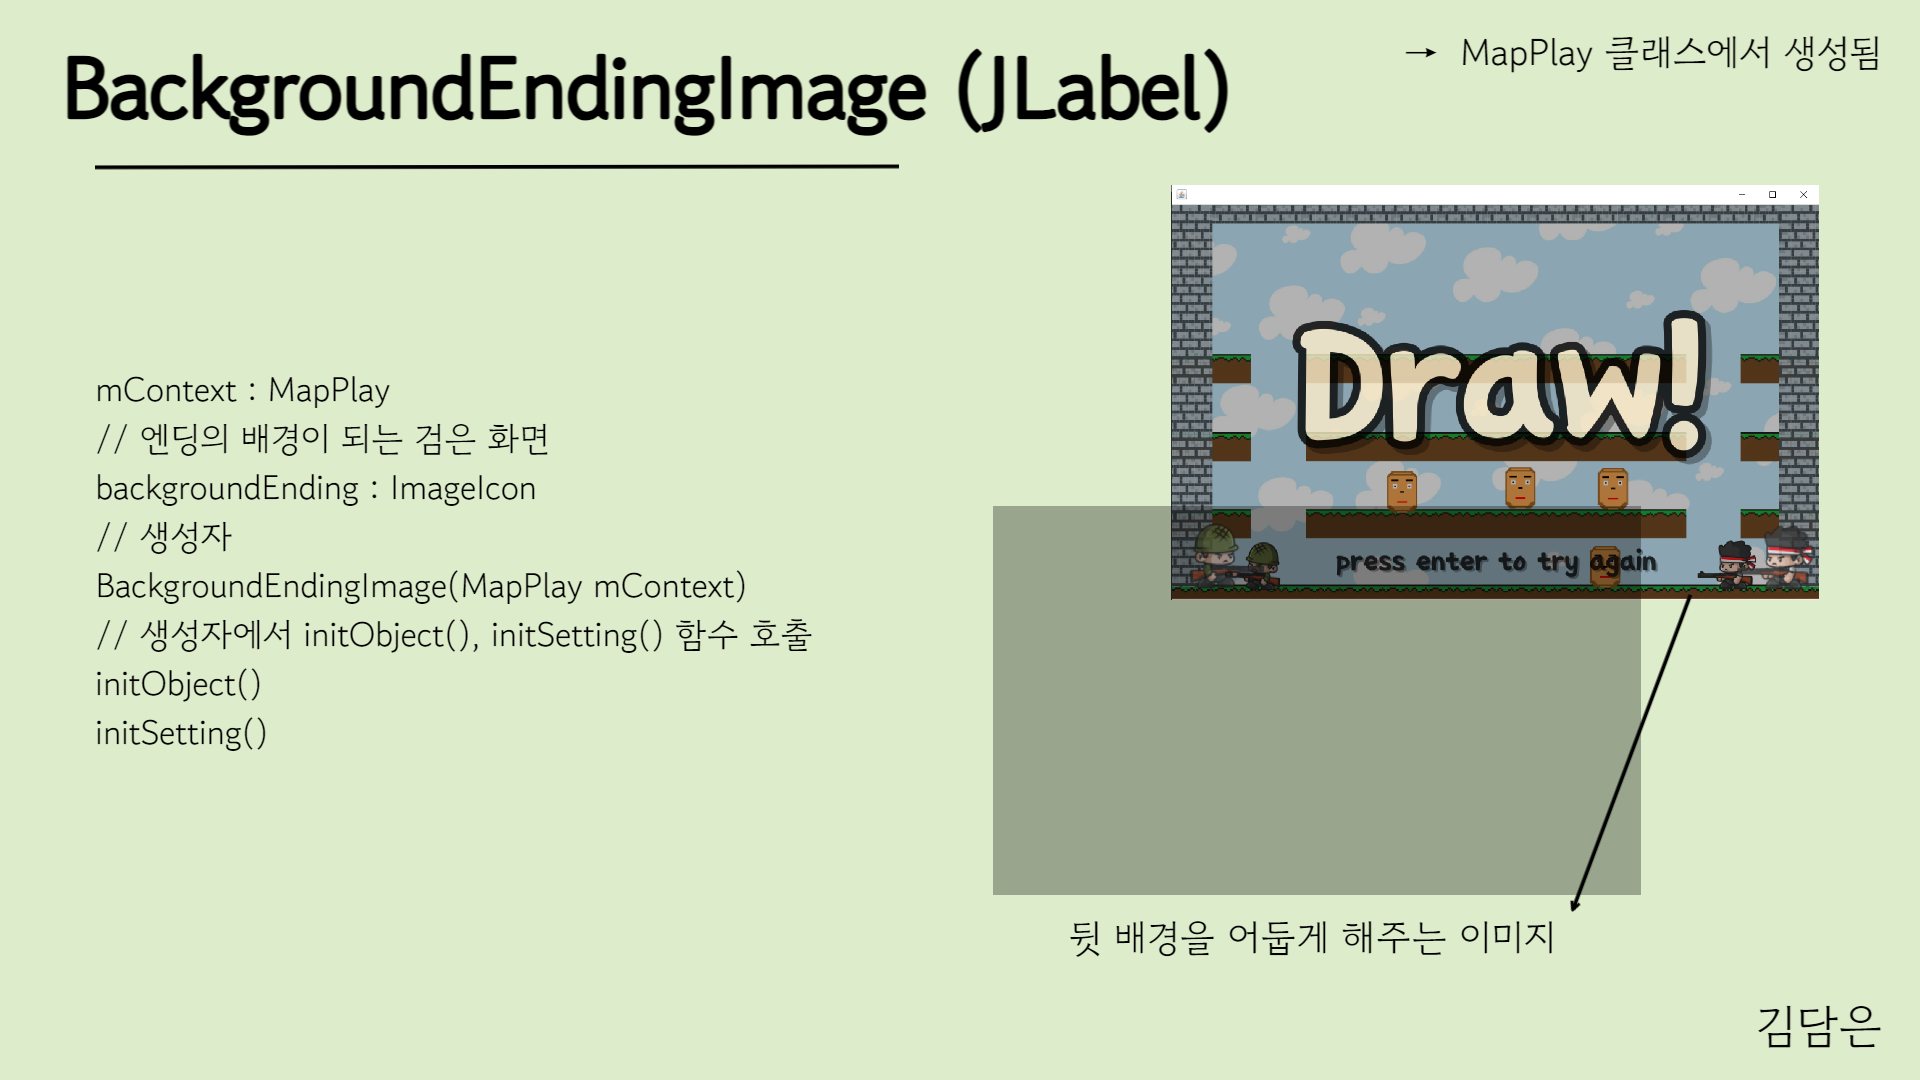 BackgroundEndingImage (JLabel)
→ MapPlay 클래스에서 생성됨
mContext : MapPlay
// 엔딩의 배경이 되는 검은 화면
backgroundEnding : ImageIcon
// 생성자
BackgroundEndingImage(MapPlay mContext)
// 생성자에서 initObject(), initSetting() 함수 호출
initObject()
initSetting()
Draw!
press enter to try again
뒷 배경을 어둡게 해주는 이미지
김담은